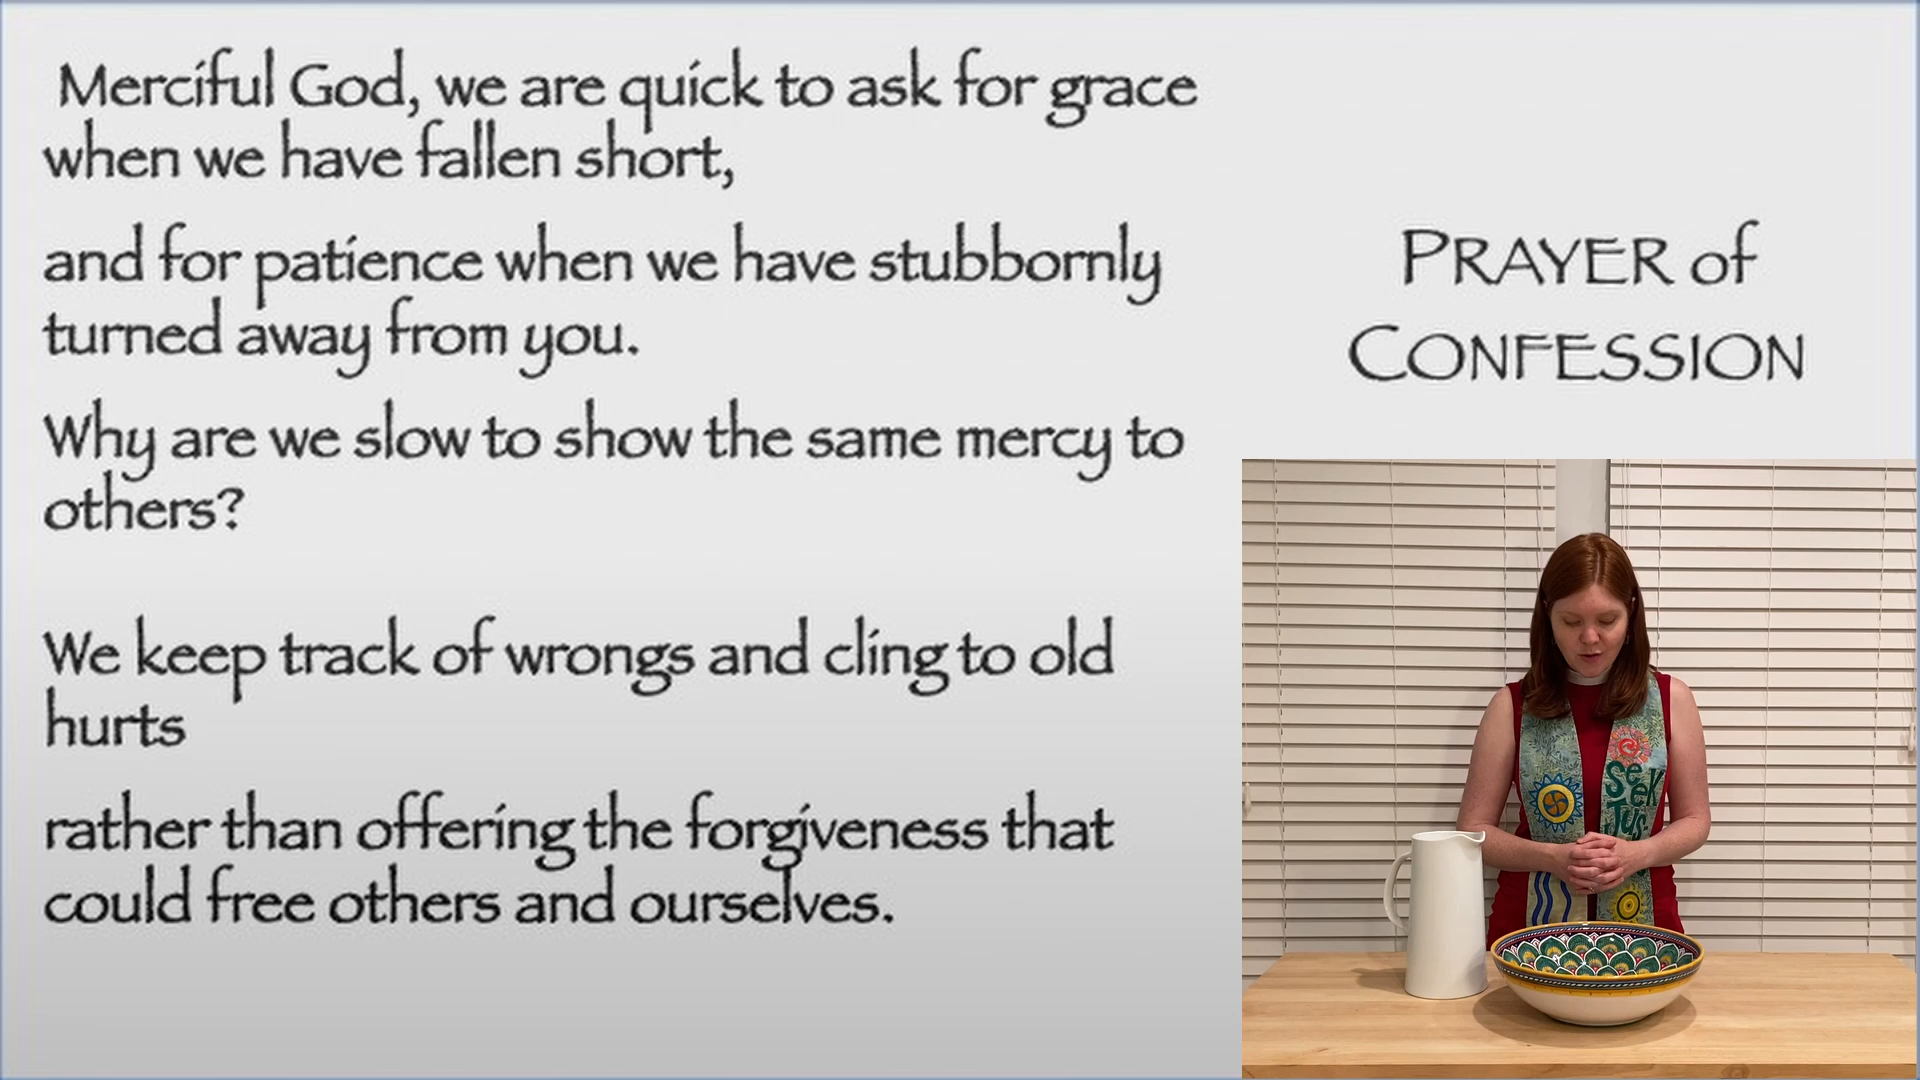 Merciful God, we are quick to ask for grace
when we have fallen short,
and for patience when we have stubbornly
turned away from you.
Why are we slow to show the same mercy to
others?
We keep track of wrongs and cling to old
hurts
rather than offering the forgiveness that
could free others and ourselves.
PRAYER of
CONFESSION
Seek
Jus-